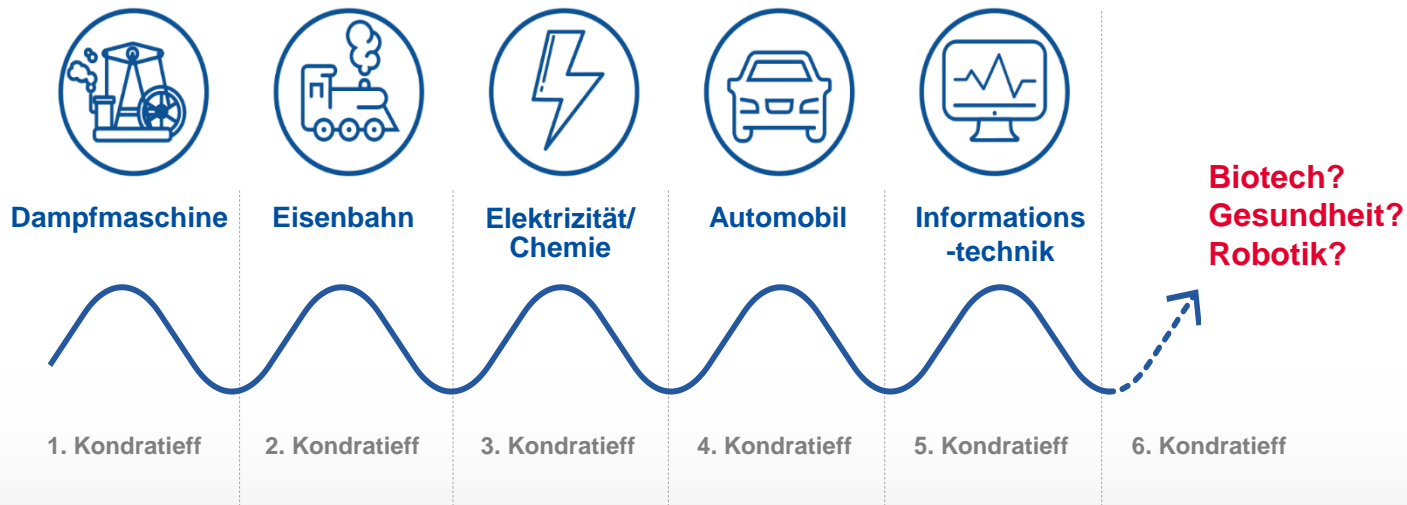 Dampfmaschine
Eisenbahn
Elektrizität/
Chemie
Automobil
Informations
-technik
Biotech?
Gesundheit?
Robotik?
1. Kondratieff
2. Kondratieff
3. Kondratieff
4. Kondratieff
5. Kondratieff
6. Kondratieff